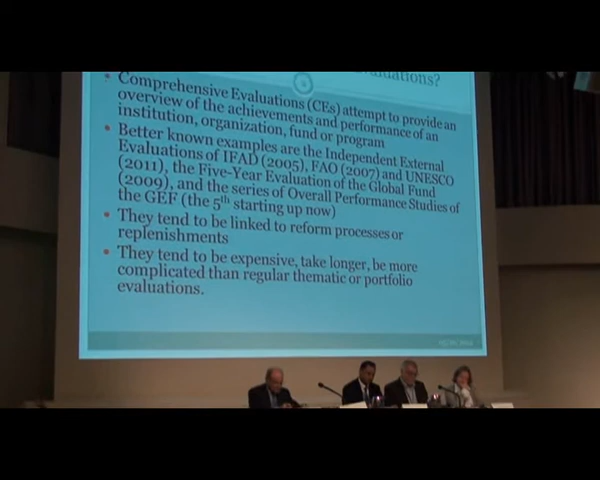 aluations?
• Comprehensive Evaluations (CEs) attempt to provide an
overview of the achievements and performance of an
institution, organization, fund or program
• Better known examples are the Independent External
Evaluations of IFAD (2005), FAO (2007) and UNESCO
(2011), the Five-Year Evaluation of the Global Fund
(2009), and the series of Overall Performance Studies of
the GEF (the 5th starting up now)
• They tend to be linked to reform processes or
replenishments
• They tend to be expensive, take longer, be more
complicated than regular thematic or portfolio
evaluations.